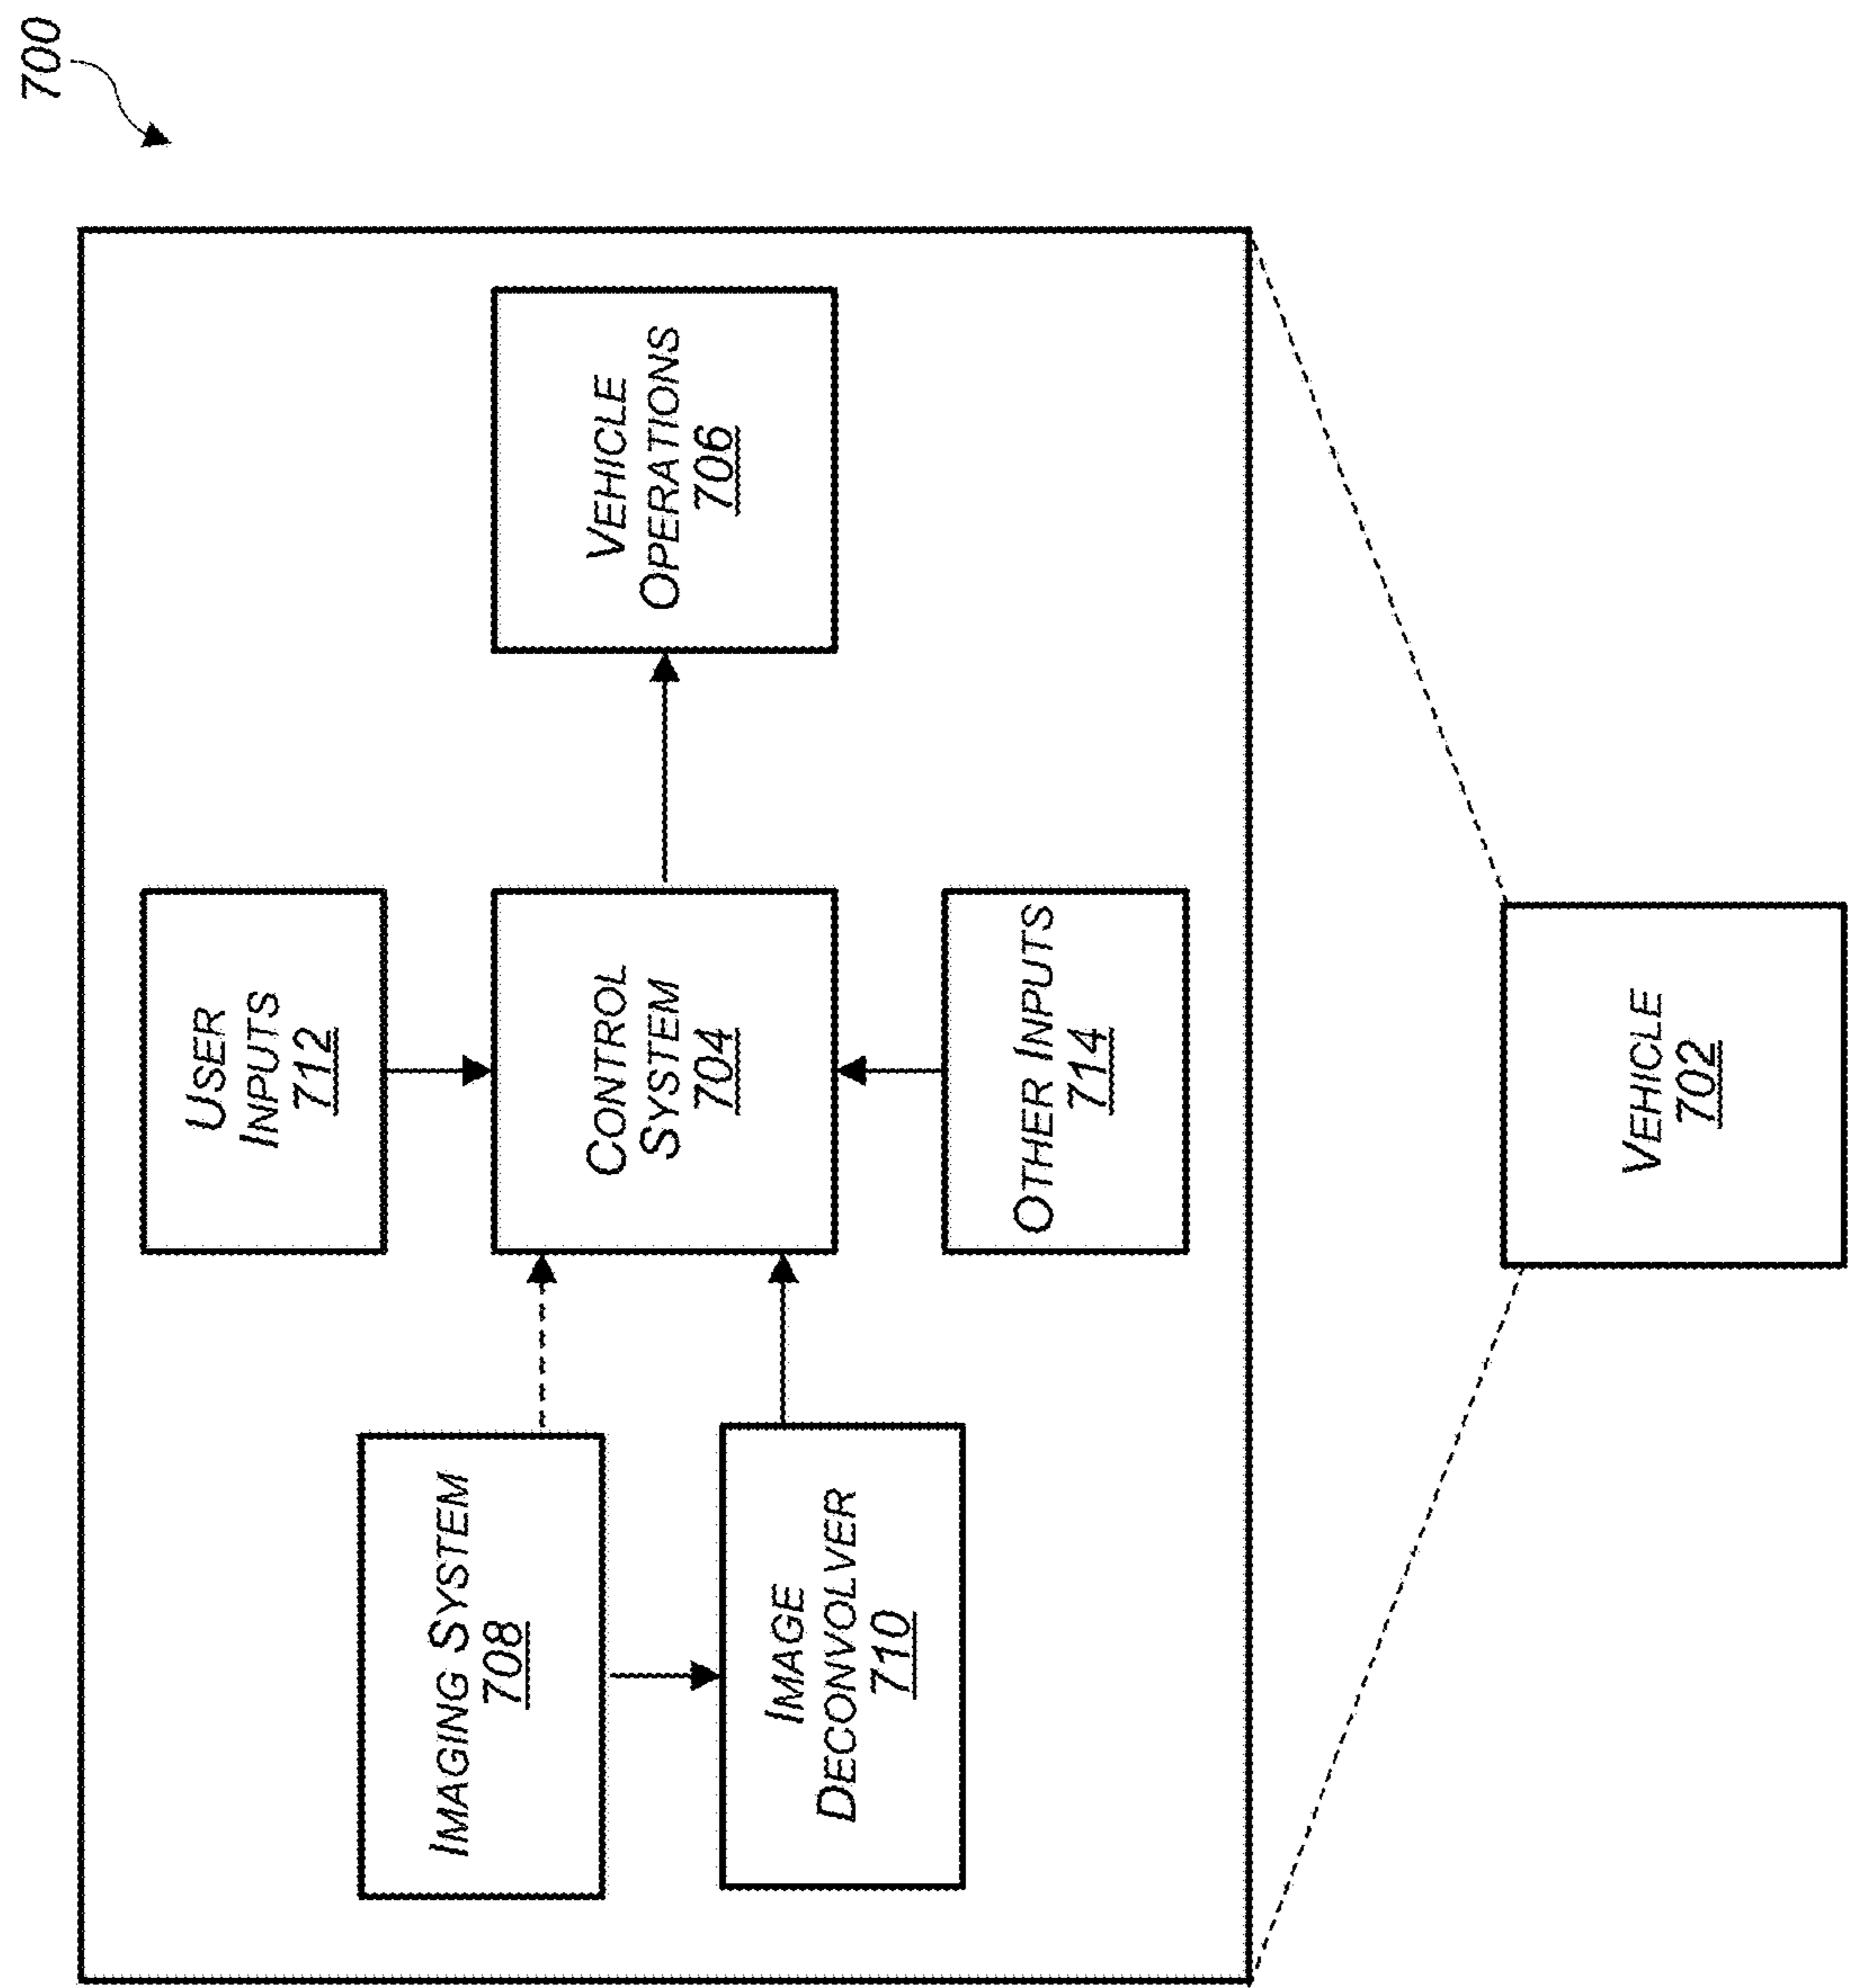 700
USER
INPUTS
712
IMAGING SYSTEM
708
CONTROL
SYSTEM
704
VEHICLE
OPERATIONS
706
IMAGE
DECONVOLVER
710
OTHER INPUTS
714
VEHICLE
702